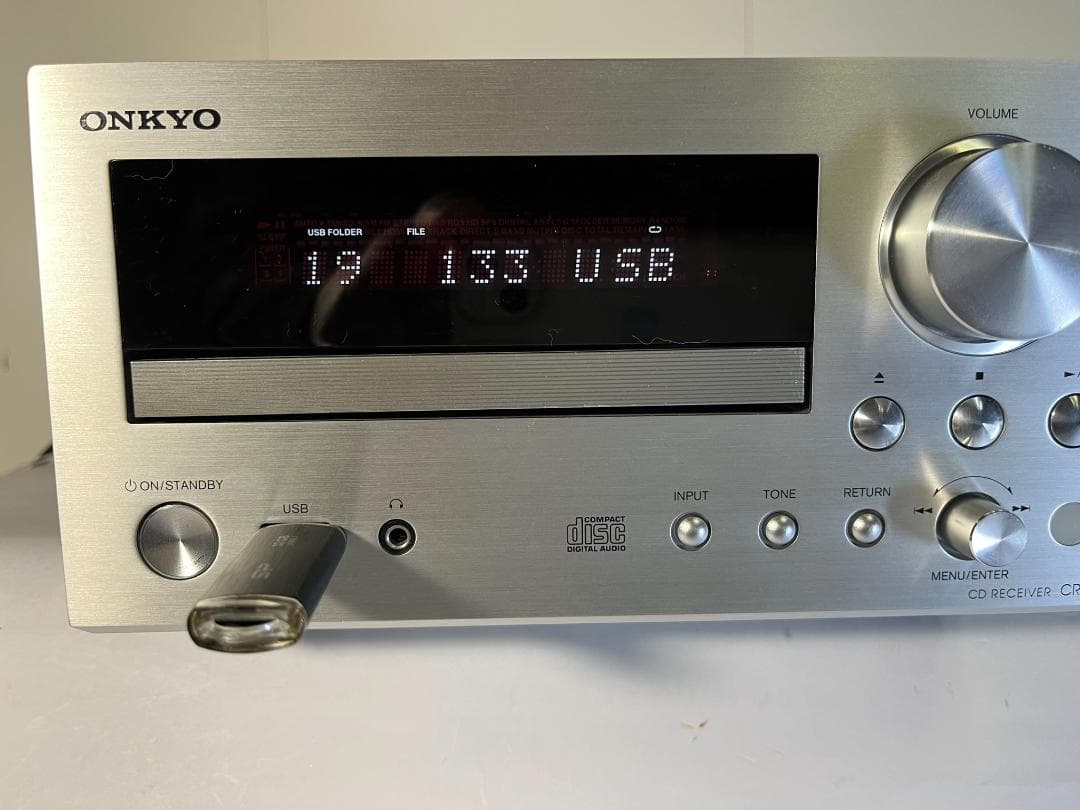 ONKYO
VOLUME
USB FOLDER FILE
19 133 USB
ON/STANDBY
USB
INPUT
TONE
RETURN
COMPACT
disc
DIGITAL AUDIO
MENU/ENTER
CD RECEIVER CR